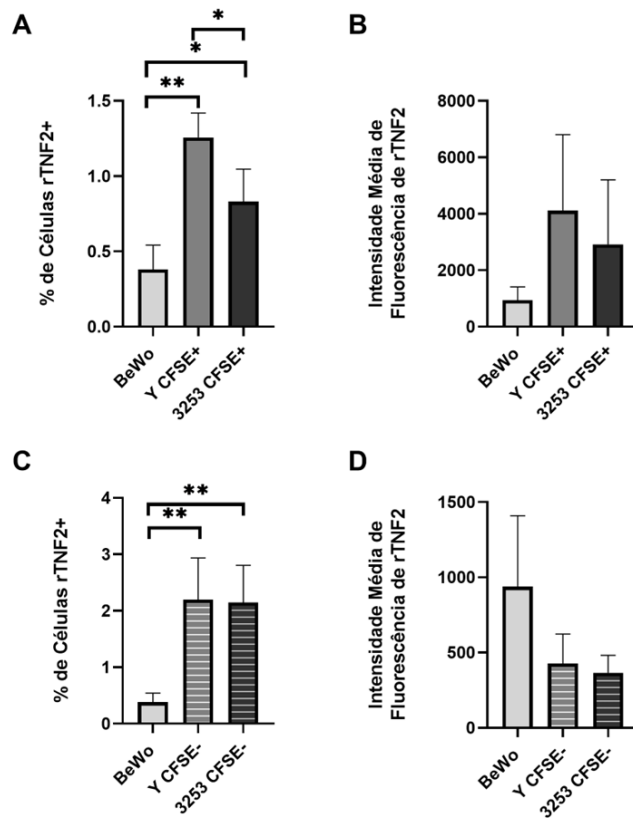 A
*
*
**
% de Células rTNF2+
1.5
1.0
0.5
0.0
BeWo
Y CFSE+
3253 CFSE+
B
Intensidade Média de
Fluorescência de rTNF2
8000
6000
4000
2000
0
BeWo
Y CFSE+
3253 CFSE+
C
**
**
% de Células rTNF2+
4
3
2
1
0
BeWo
Y CFSE-
3253 CFSE-
D
Intensidade Média de
Fluorescência de rTNF2
1500
1000
500
0
BeWo
Y CFSE-
3253 CFSE-